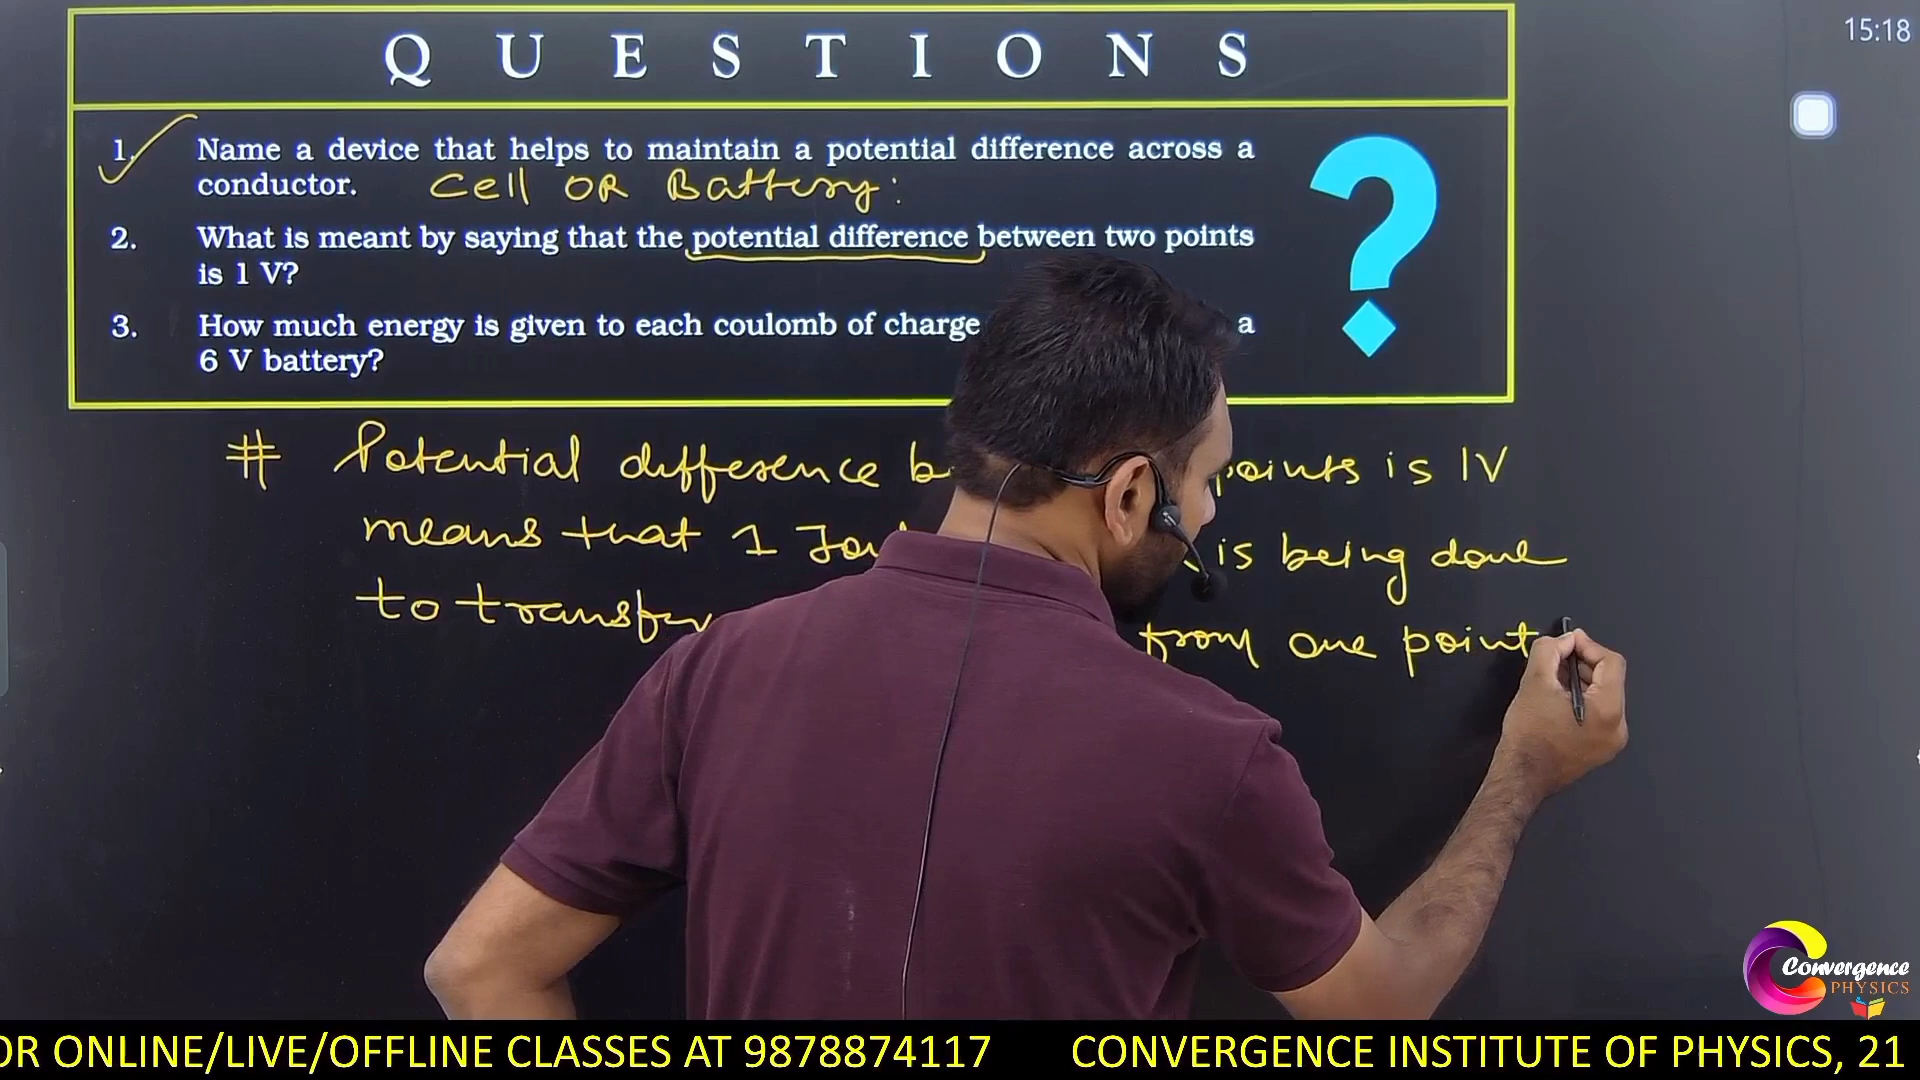 QUESTIONS
15:18
1. Name a device that helps to maintain a potential difference across a
conductor. Cell OR Battery:
2. What is meant by saying that the potential difference between two points
is 1 V?
3. How much energy is given to each coulomb of charge a
6 V battery?
# Potential difference points is 1V
means that 1 is being done
to transfer from one point
Convergence
PHYSICS
OR ONLINE/LIVE/OFFLINE CLASSES AT 9878874117 CONVERGENCE INSTITUTE OF PHYSICS, 21